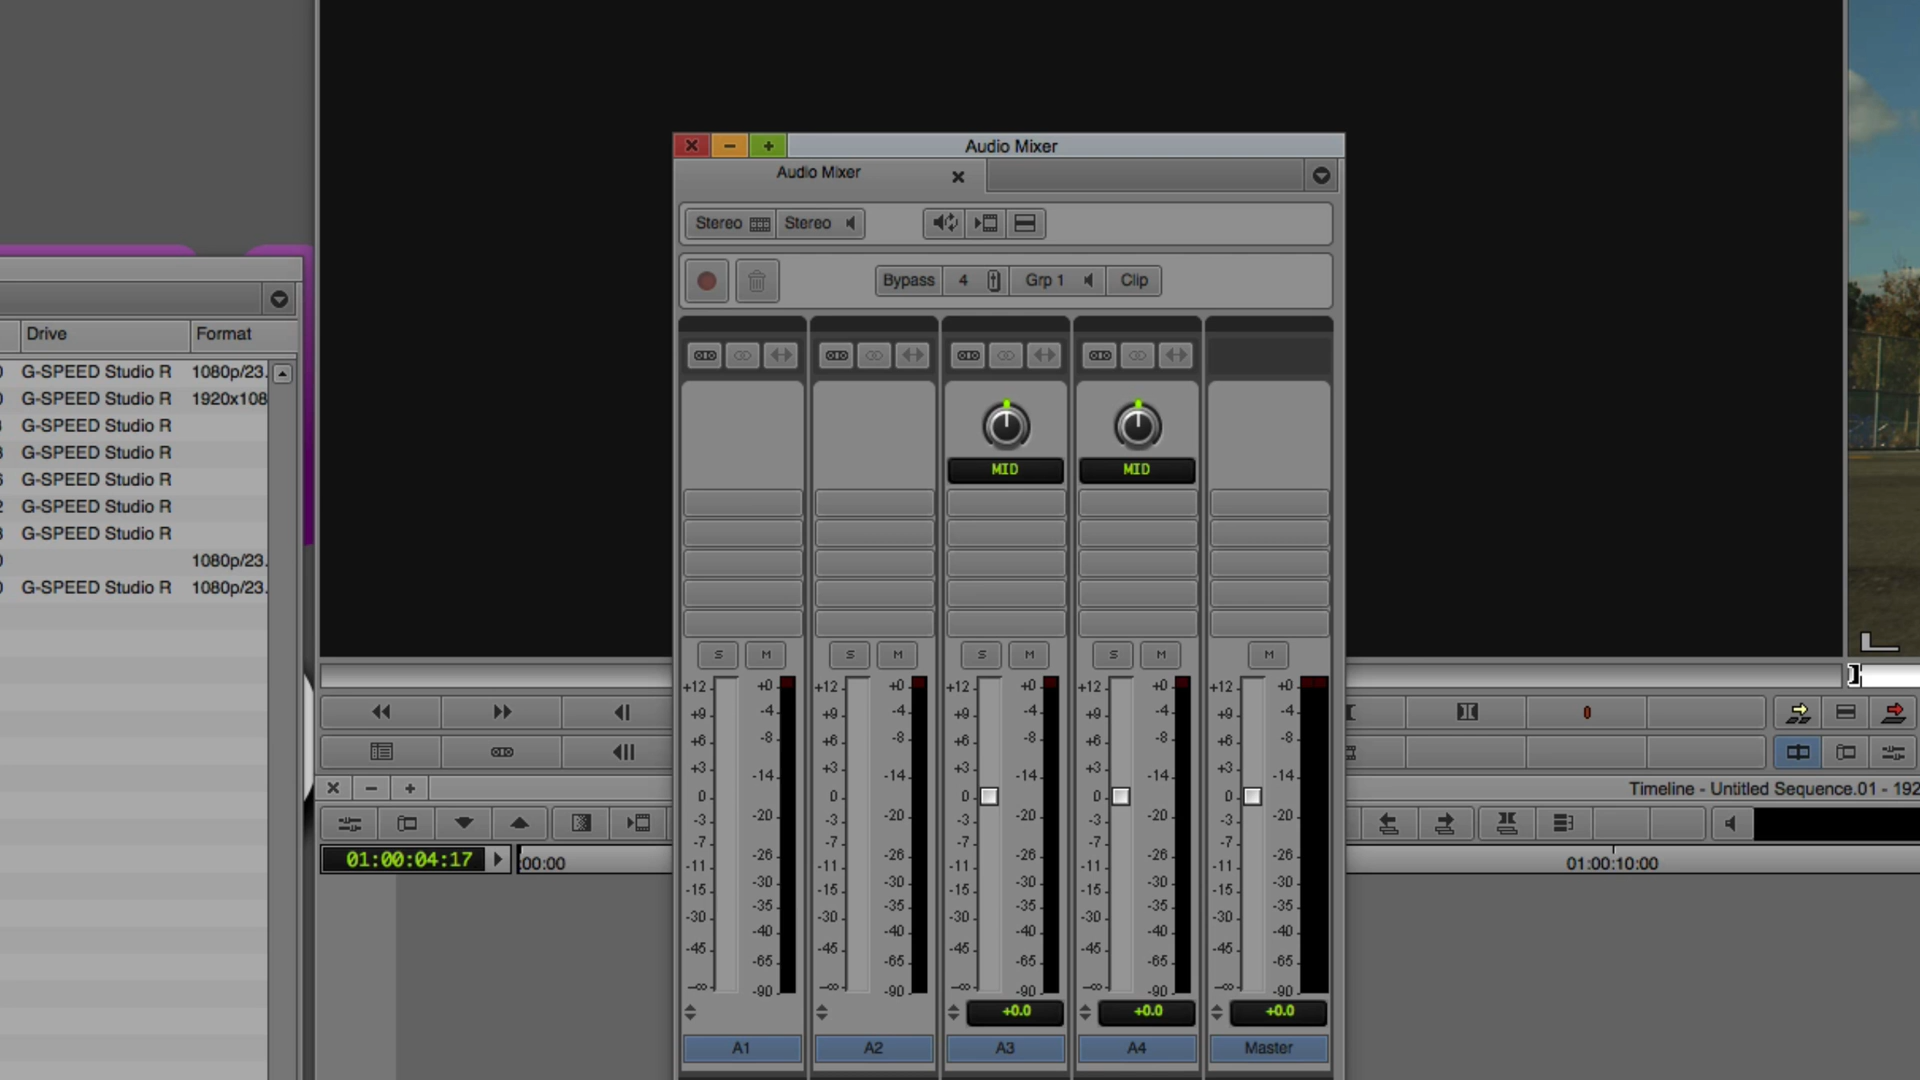 Audio Mixer
Audio Mixer
Stereo Stereo
Bypass 4 Grp 1 Clip
Drive Format
G-SPEED Studio R 1080p/23.
G-SPEED Studio R 1920x108
G-SPEED Studio R
G-SPEED Studio R
G-SPEED Studio R
G-SPEED Studio R
G-SPEED Studio R
1080p/23.
G-SPEED Studio R 1080p/23.
MID MID
S M S M S M S M M
+12 +0 +12 +0 +12 +0 +12 +0 +12 +0
+9 -4 +9 -4 +9 -4 +9 -4 +9 -4
+6 -8 +6 -8 +6 -8 +6 -8 +6 -8
+3 -14 +3 -14 +3 -14 +3 -14 +3 -14
0 0 0 0 0
-3 -20 -3 -20 -3 -20 -3 -20 -3 -20
-7 -26 -7 -26 -7 -26 -7 -26 -7 -26
-11 -30 -11 -30 -11 -30 -11 -30 -11 -30
-15 -35 -15 -35 -15 -35 -15 -35 -15 -35
-30 -40 -30 -40 -30 -40 -30 -40 -30 -40
-45 -65 -45 -65 -45 -65 -45 -65 -45 -65
-∞ -90 -∞ -90 -∞ -90 -∞ -90 -∞ -90
+0.0 +0.0 +0.0
A1 A2 A3 A4 Master
Timeline - Untitled Sequence.01 - 192
01:00:04:17 :00:00 01:00:10:00